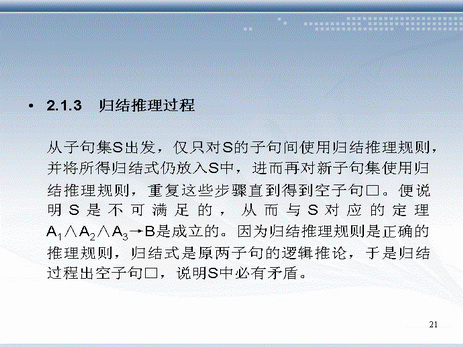 • 2.1.3 归结推理过程
从子句集S出发，仅只对S的子句间使用归结推理规则，
并将所得归结式仍放入S中，进而再对新子句集使用归
结推理规则，重复这些步骤直到得到空子句□。便说
明S是不可满足的，从而与S对应的定理
A₁∧A₂∧A₃→B是成立的。因为归结推理规则是正确的
推理规则，归结式是原两子句的逻辑推论，于是归结
过程出空子句□，说明S中必有矛盾。
21